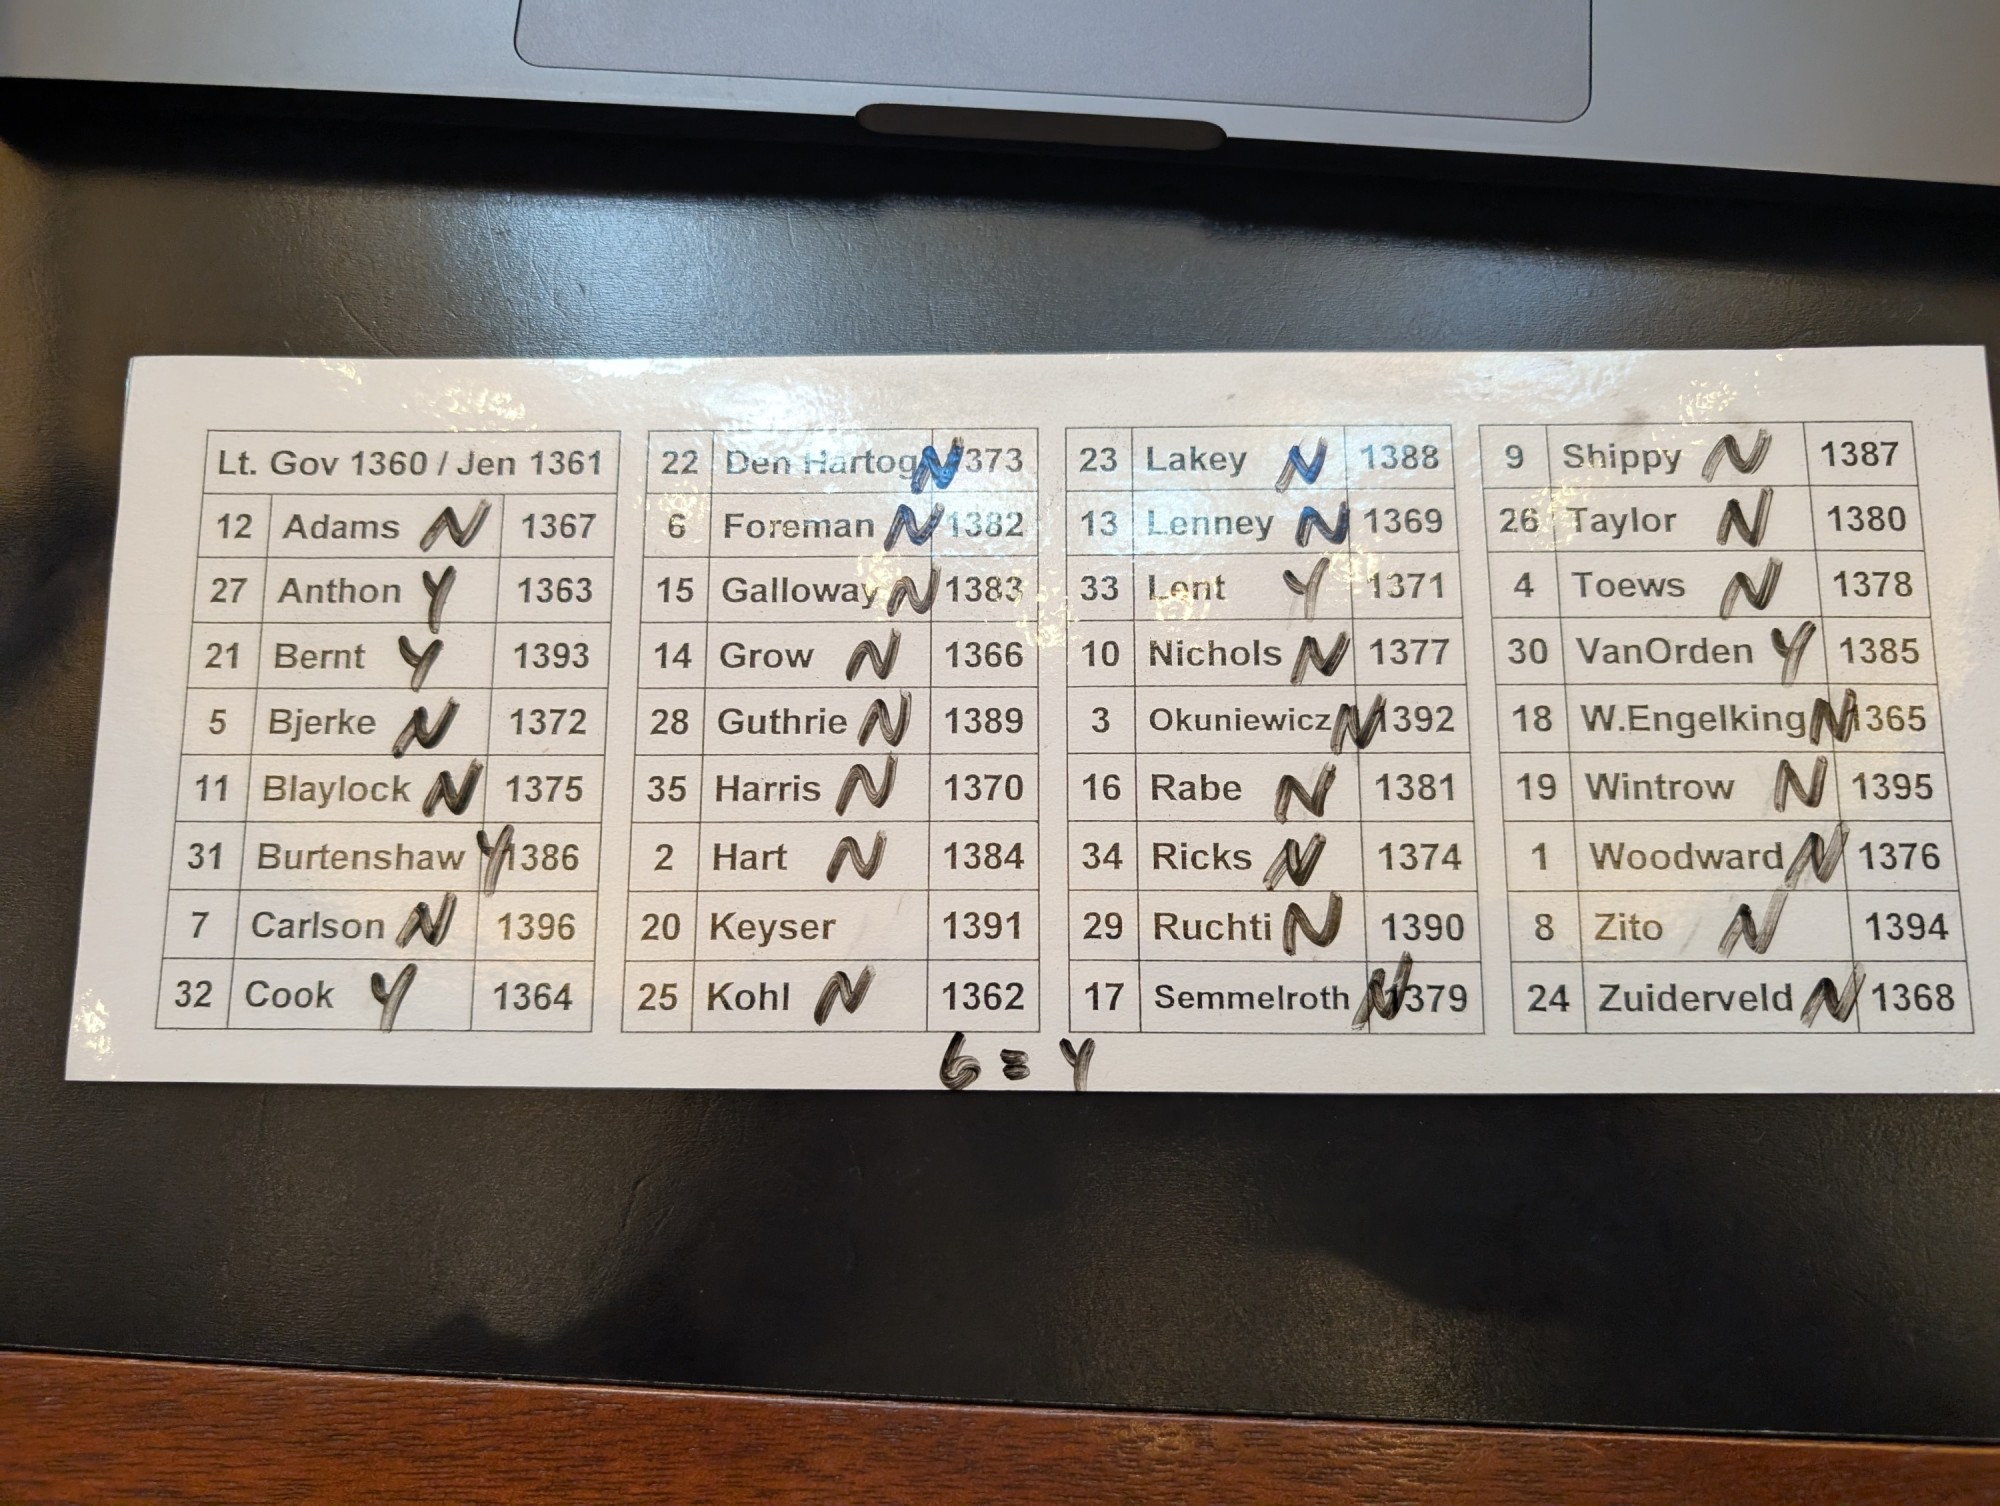 Lt. Gov 1360 / Jen 1361
12 Adams N 1367
27 Anthon Y 1363
21 Bernt Y 1393
5 Bjerke N 1372
11 Blaylock N 1375
31 Burtenshaw Y 1386
7 Carlson N 1396
32 Cook Y 1364
22 Den Hartog N 1373
6 Foreman N 1382
15 Galloway N 1383
14 Grow N 1366
28 Guthrie N 1389
35 Harris N 1370
2 Hart N 1384
20 Keyser 1391
25 Kohl N 1362
23 Lakey N 1388
13 Lenney N 1369
33 Lent Y 1371
10 Nichols N 1377
3 Okuniewicz N 1392
16 Rabe N 1381
34 Ricks N 1374
29 Ruchti N 1390
17 Semmelroth N 1379
9 Shippy N 1387
26 Taylor N 1380
4 Toews N 1378
30 VanOrden Y 1385
18 W.Engelking N 1365
19 Wintrow N 1395
1 Woodward N 1376
8 Zito N 1394
24 Zuiderveld N 1368
6 = Y